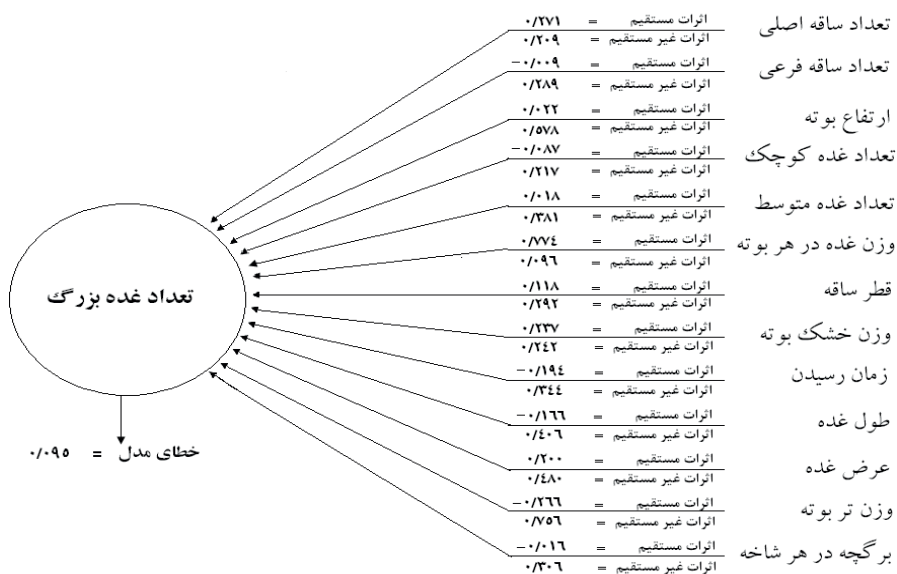 تعداد ساقه اصلی
اثرات مستقیم = ۰/۲۷۱
اثرات غیر مستقیم = ۰/۲۰۹
تعداد ساقه فرعی
اثرات مستقیم = −۰/۰۰۹
اثرات غیر مستقیم = ۰/۲۸۹
ارتفاع بوته
اثرات مستقیم = ۰/۰۲۲
اثرات غیر مستقیم = ۰/۵۷۸
تعداد غده کوچک
اثرات مستقیم = −۰/۰۸۷
اثرات غیر مستقیم = ۰/۲۱۷
تعداد غده متوسط
اثرات مستقیم = ۰/۰۱۸
اثرات غیر مستقیم = ۰/۳۸۱
وزن غده در هر بوته
اثرات مستقیم = ۰/۷۷٤
اثرات غیر مستقیم = ۰/۰۹٦
قطر ساقه
اثرات مستقیم = ۰/۱۱۸
اثرات غیر مستقیم = ۰/۲۹۲
وزن خشک بوته
اثرات مستقیم = ۰/۲۳۷
اثرات غیر مستقیم = ۰/۲٤۲
زمان رسیدن
اثرات مستقیم = −۰/۱۹٤
اثرات غیر مستقیم = ۰/۳٤٤
طول غده
اثرات مستقیم = −۰/۱٦٦
اثرات غیر مستقیم = ۰/٤۰٦
عرض غده
اثرات مستقیم = ۰/۲۰۰
اثرات غیر مستقیم = ۰/٤۸۰
وزن تر بوته
اثرات مستقیم = −۰/۲٦٦
اثرات غیر مستقیم = ۰/۷۵٦
برگچه در هر شاخه
اثرات مستقیم = −۰/۰۱٦
اثرات غیر مستقیم = ۰/۳۰٦
تعداد غده بزرگ
خطای مدل = ۰/۰۹۵